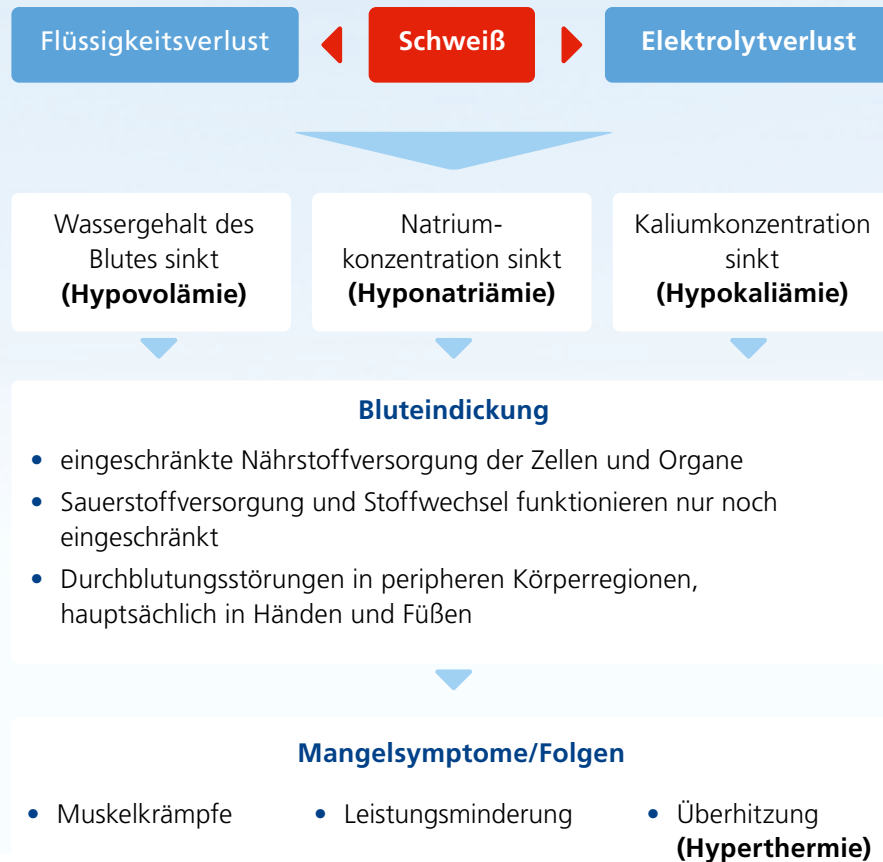 Flüssigkeitsverlust
Schweiß
Elektrolytverlust
Wassergehalt des
Blutes sinkt
(Hypovolämie)
Natrium-
konzentration sinkt
(Hyponatriämie)
Kaliumkonzentration
sinkt
(Hypokaliämie)
Bluteindickung
• eingeschränkte Nährstoffversorgung der Zellen und Organe
• Sauerstoffversorgung und Stoffwechsel funktionieren nur noch
eingeschränkt
• Durchblutungsstörungen in peripheren Körperregionen,
hauptsächlich in Händen und Füßen
Mangelsymptome/Folgen
• Muskelkrämpfe
• Leistungsminderung
• Überhitzung
(Hyperthermie)